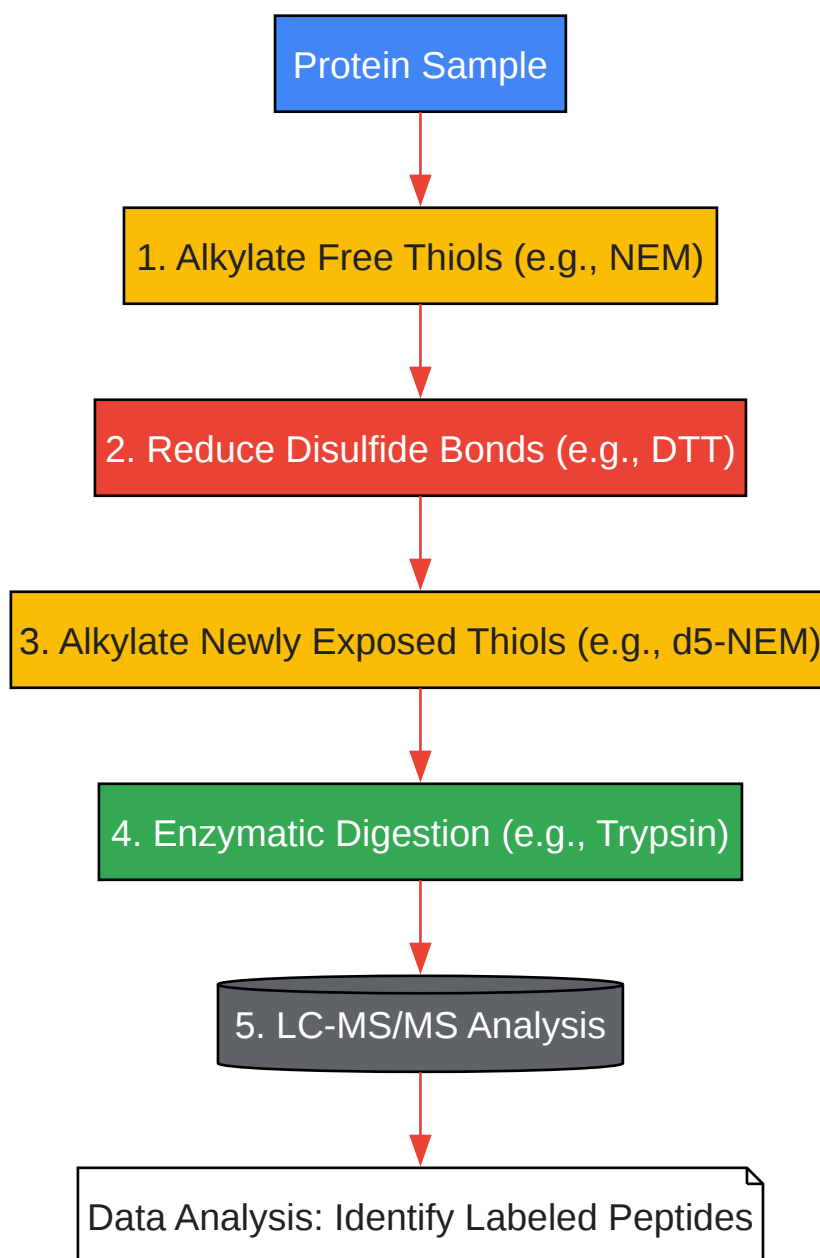 Protein Sample
1. Alkylate Free Thiols (e.g., NEM)
2. Reduce Disulfide Bonds (e.g., DTT)
3. Alkylate Newly Exposed Thiols (e.g., d5-NEM)
4. Enzymatic Digestion (e.g., Trypsin)
5. LC-MS/MS Analysis
Data Analysis: Identify Labeled Peptides